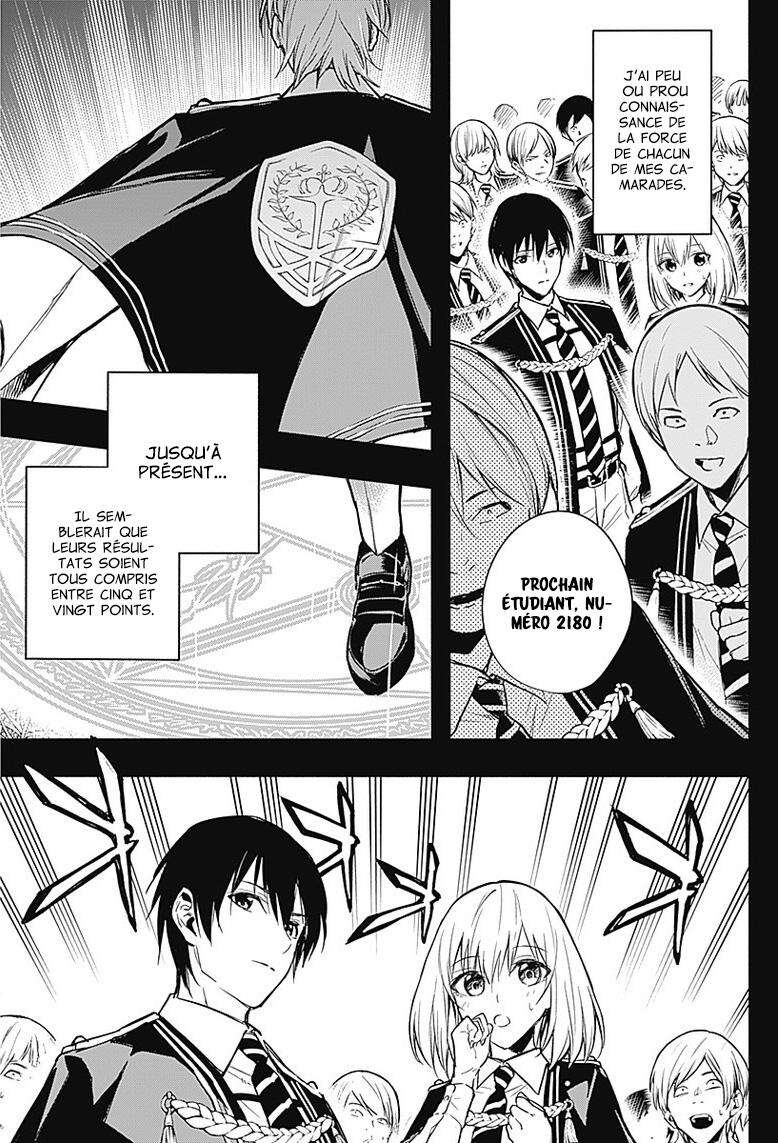 J'AI PEU
OU PROU
CONNAIS-
SANCE DE
LA FORCE
DE CHACUN
DE MES CA-
MARADES.
PROCHAIN
ÉTUDIANT, NU-
MÉRO 2180 !
JUSQU'À
PRÉSENT...
IL SEM-
BLERAIT QUE
LEURS RÉSUL-
TATS SOIENT
TOUS COMPRIS
ENTRE CINQ ET
VINGT POINTS.